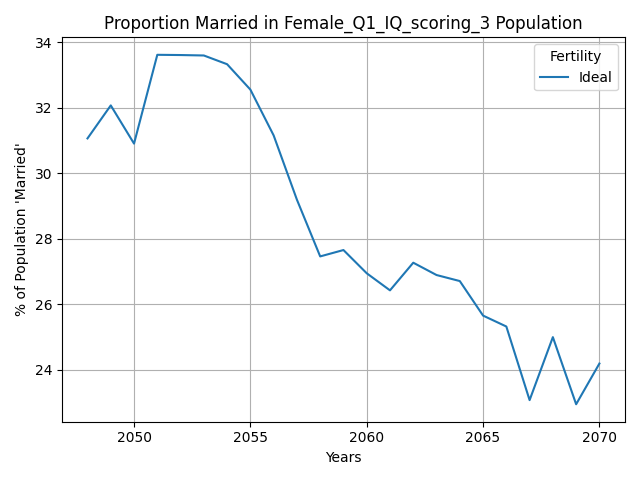 Proportion Married in Female_Q1_IQ_scoring_3 Population
34
32
30
28
26
24
% of Population 'Married'
Fertility
Ideal
2050 2055 2060 2065 2070
Years